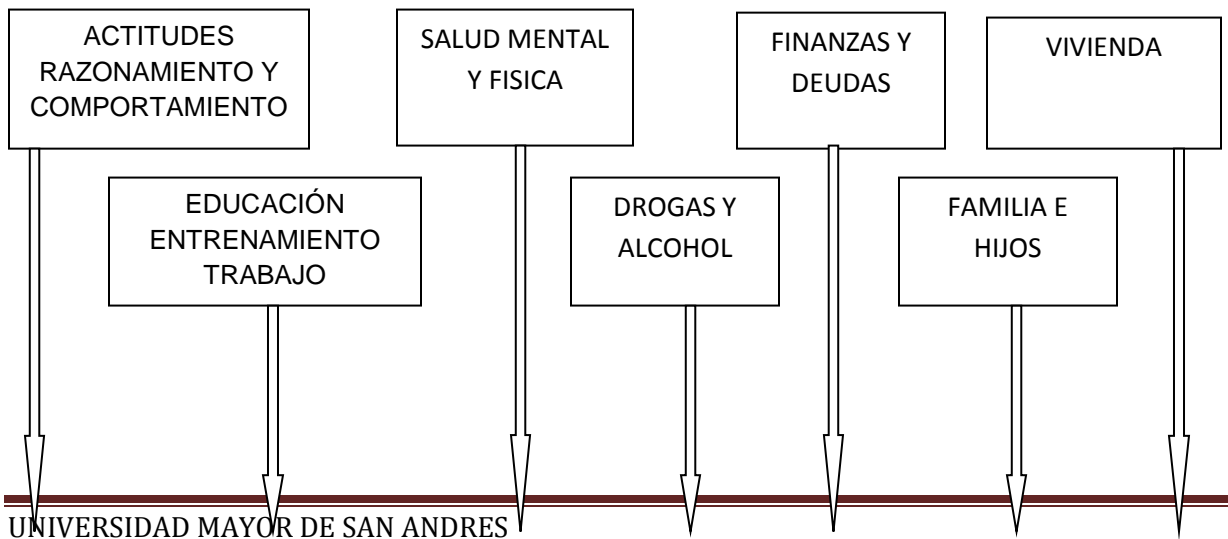 ACTITUDES
RAZONAMIENTO Y
COMPORTAMIENTO
SALUD MENTAL
Y FISICA
FINANZAS Y
DEUDAS
VIVIENDA
EDUCACIÓN
ENTRENAMIENTO
TRABAJO
DROGAS Y
ALCOHOL
FAMILIA E
HIJOS
UNIVERSIDAD MAYOR DE SAN ANDRES